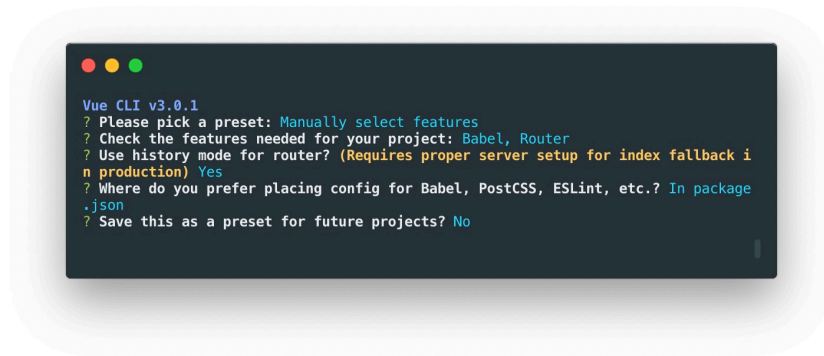 Vue CLI v3.0.1
? Please pick a preset: Manually select features
? Check the features needed for your project: Babel, Router
? Use history mode for router? (Requires proper server setup for index fallback i
n production) Yes
? Where do you prefer placing config for Babel, PostCSS, ESLint, etc.? In package
.json
? Save this as a preset for future projects? No